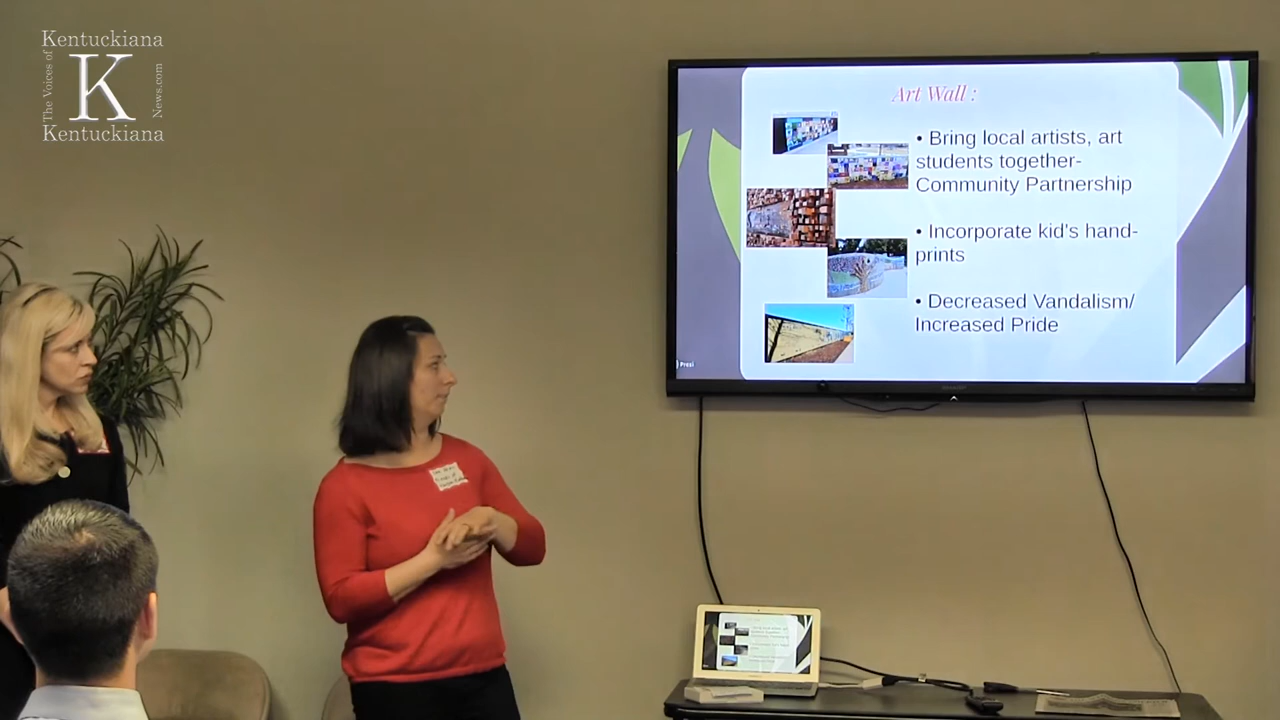 Kentuckiana
The Voices of
K
News.com
Kentuckiana
Art Wall :
• Bring local artists, art
students together-
Community Partnership
• Incorporate kid's hand-
prints
• Decreased Vandalism/
Increased Pride
Prezi